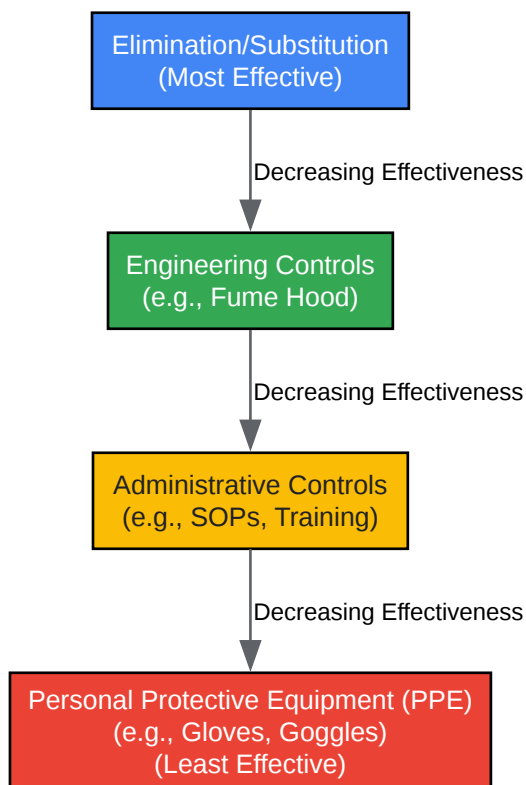 Elimination/Substitution
(Most Effective)
Decreasing Effectiveness
Engineering Controls
(e.g., Fume Hood)
Decreasing Effectiveness
Administrative Controls
(e.g., SOPs, Training)
Decreasing Effectiveness
Personal Protective Equipment (PPE)
(e.g., Gloves, Goggles)
(Least Effective)